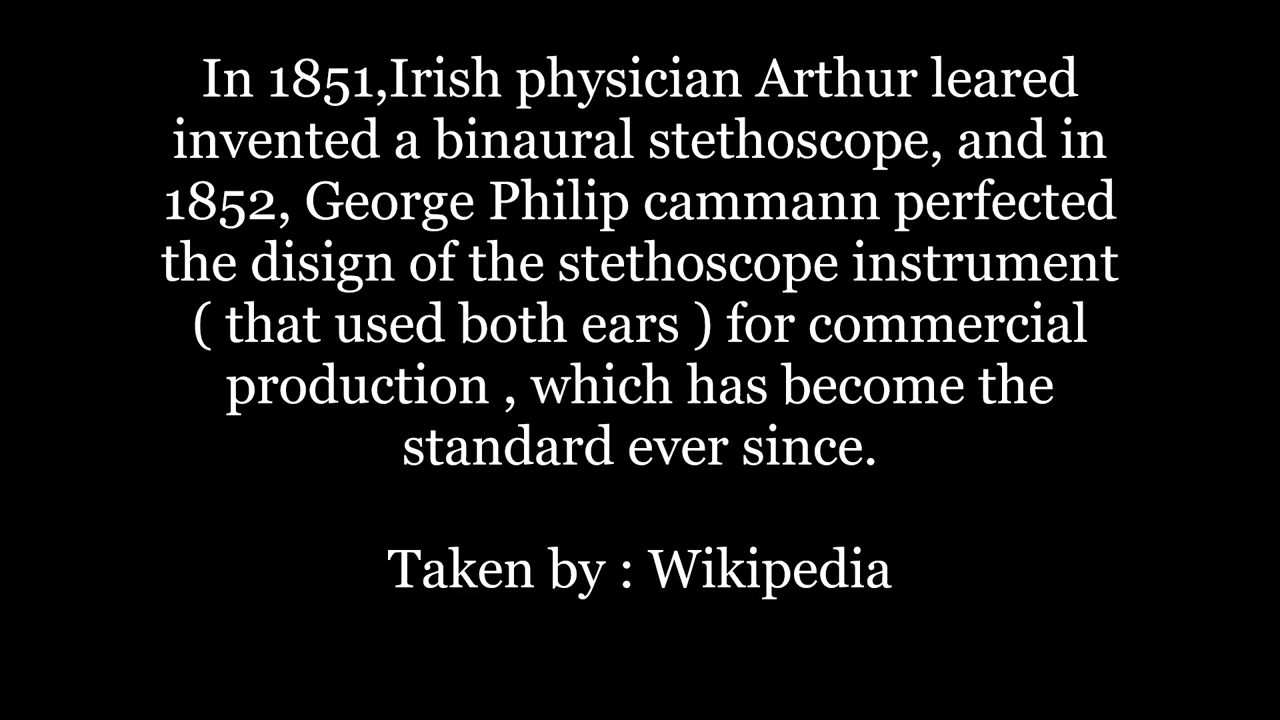 In 1851,Irish physician Arthur leared
invented a binaural stethoscope, and in
1852, George Philip cammann perfected
the disign of the stethoscope instrument
( that used both ears ) for commercial
production , which has become the
standard ever since.
Taken by : Wikipedia